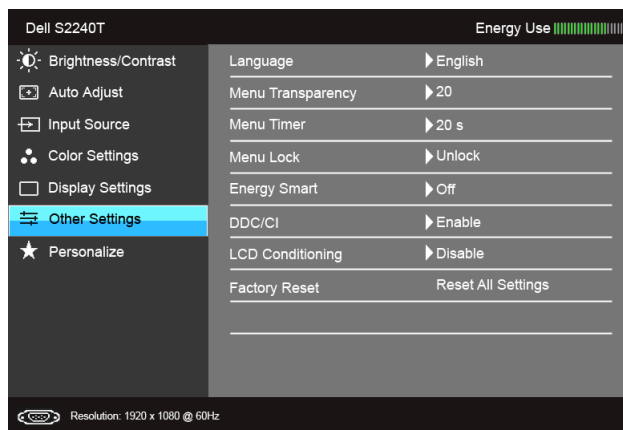 Dell S2240T
Energy Use
Brightness/Contrast
Auto Adjust
Input Source
Color Settings
Display Settings
Other Settings
Personalize
Language English
Menu Transparency 20
Menu Timer 20 s
Menu Lock Unlock
Energy Smart Off
DDC/CI Enable
LCD Conditioning Disable
Factory Reset Reset All Settings
Resolution: 1920 x 1080 @ 60Hz